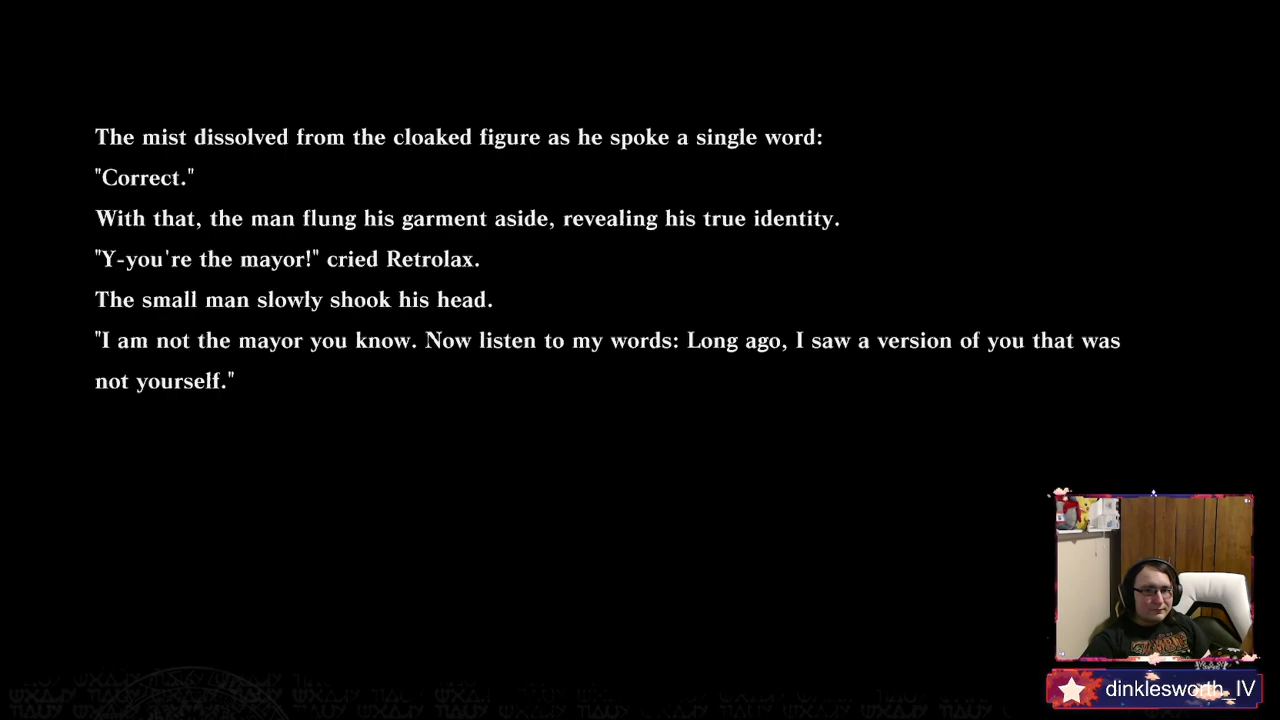 The mist dissolved from the cloaked figure as he spoke a single word:
"Correct."
With that, the man flung his garment aside, revealing his true identity.
"Y-you're the mayor!" cried Retrolax.
The small man slowly shook his head.
"I am not the mayor you know. Now listen to my words: Long ago, I saw a version of you that was
not yourself."
dinklesworth_IV